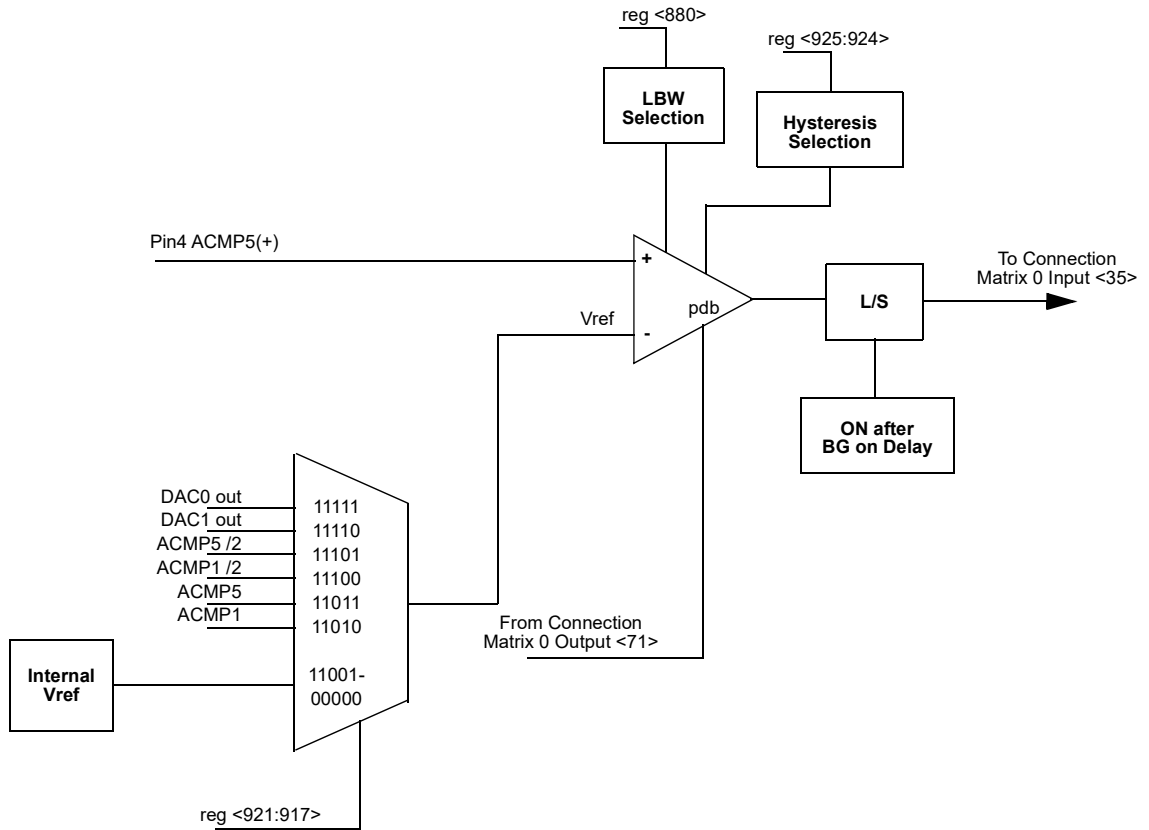 reg <880>
reg <925:924>
LBW
Selection
Hysteresis
Selection
Pin4 ACMP5(+)
+
To Connection
Matrix 0 Input <35>
L/S
pdb
Vref
-
ON after
BG on Delay
DAC0 out
11111
DAC1 out
11110
ACMP5 /2
11101
ACMP1 /2
11100
ACMP5
11011
ACMP1
11010
From Connection
Matrix 0 Output <71>
Internal
Vref
11001-
00000
reg <921:917>